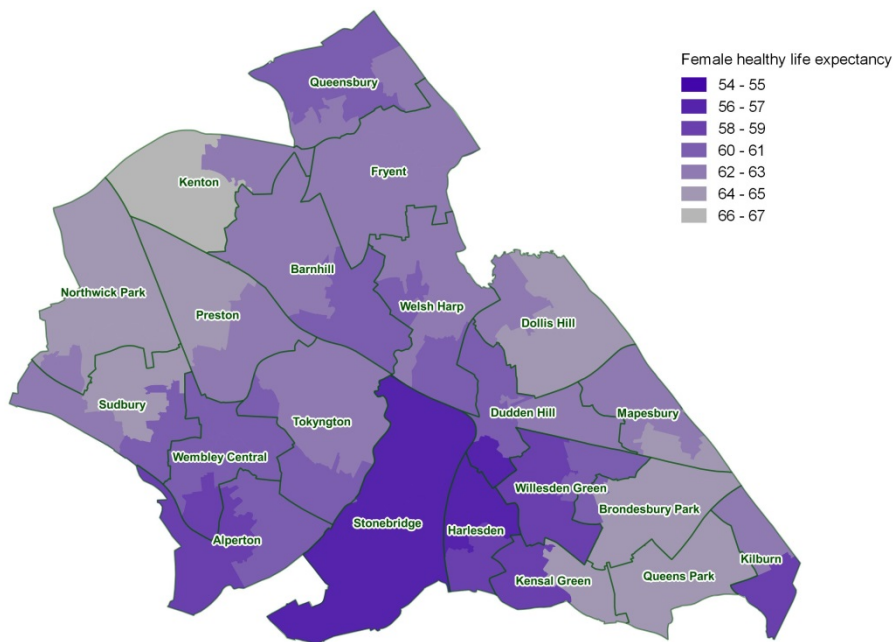 Female healthy life expectancy
54 - 55
56 - 57
58 - 59
60 - 61
62 - 63
64 - 65
66 - 67
Queensbury
Kenton
Fryent
Barnhill
Northwick Park
Preston
Welsh Harp
Dollis Hill
Sudbury
Tokyngton
Dudden Hill
Mapesbury
Wembley Central
Willesden Green
Brondesbury Park
Stonebridge
Harlesden
Alperton
Kilburn
Kensal Green
Queens Park